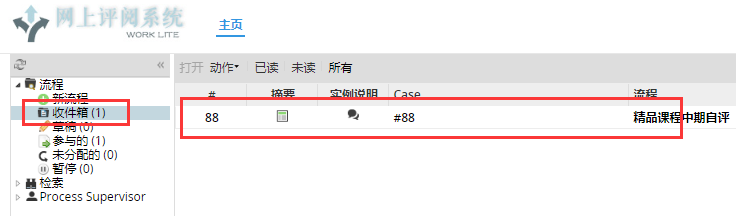 网上评阅系统
WORK LITE
主页
打开 动作 已读 未读 所有
流程
新流程
收件箱 (1)
草稿 (0)
参与的 (1)
未分配的 (0)
暂停 (0)
检索
Process Supervisor
# 摘要 实例说明 Case 流程
88 #88 精品课程中期自评